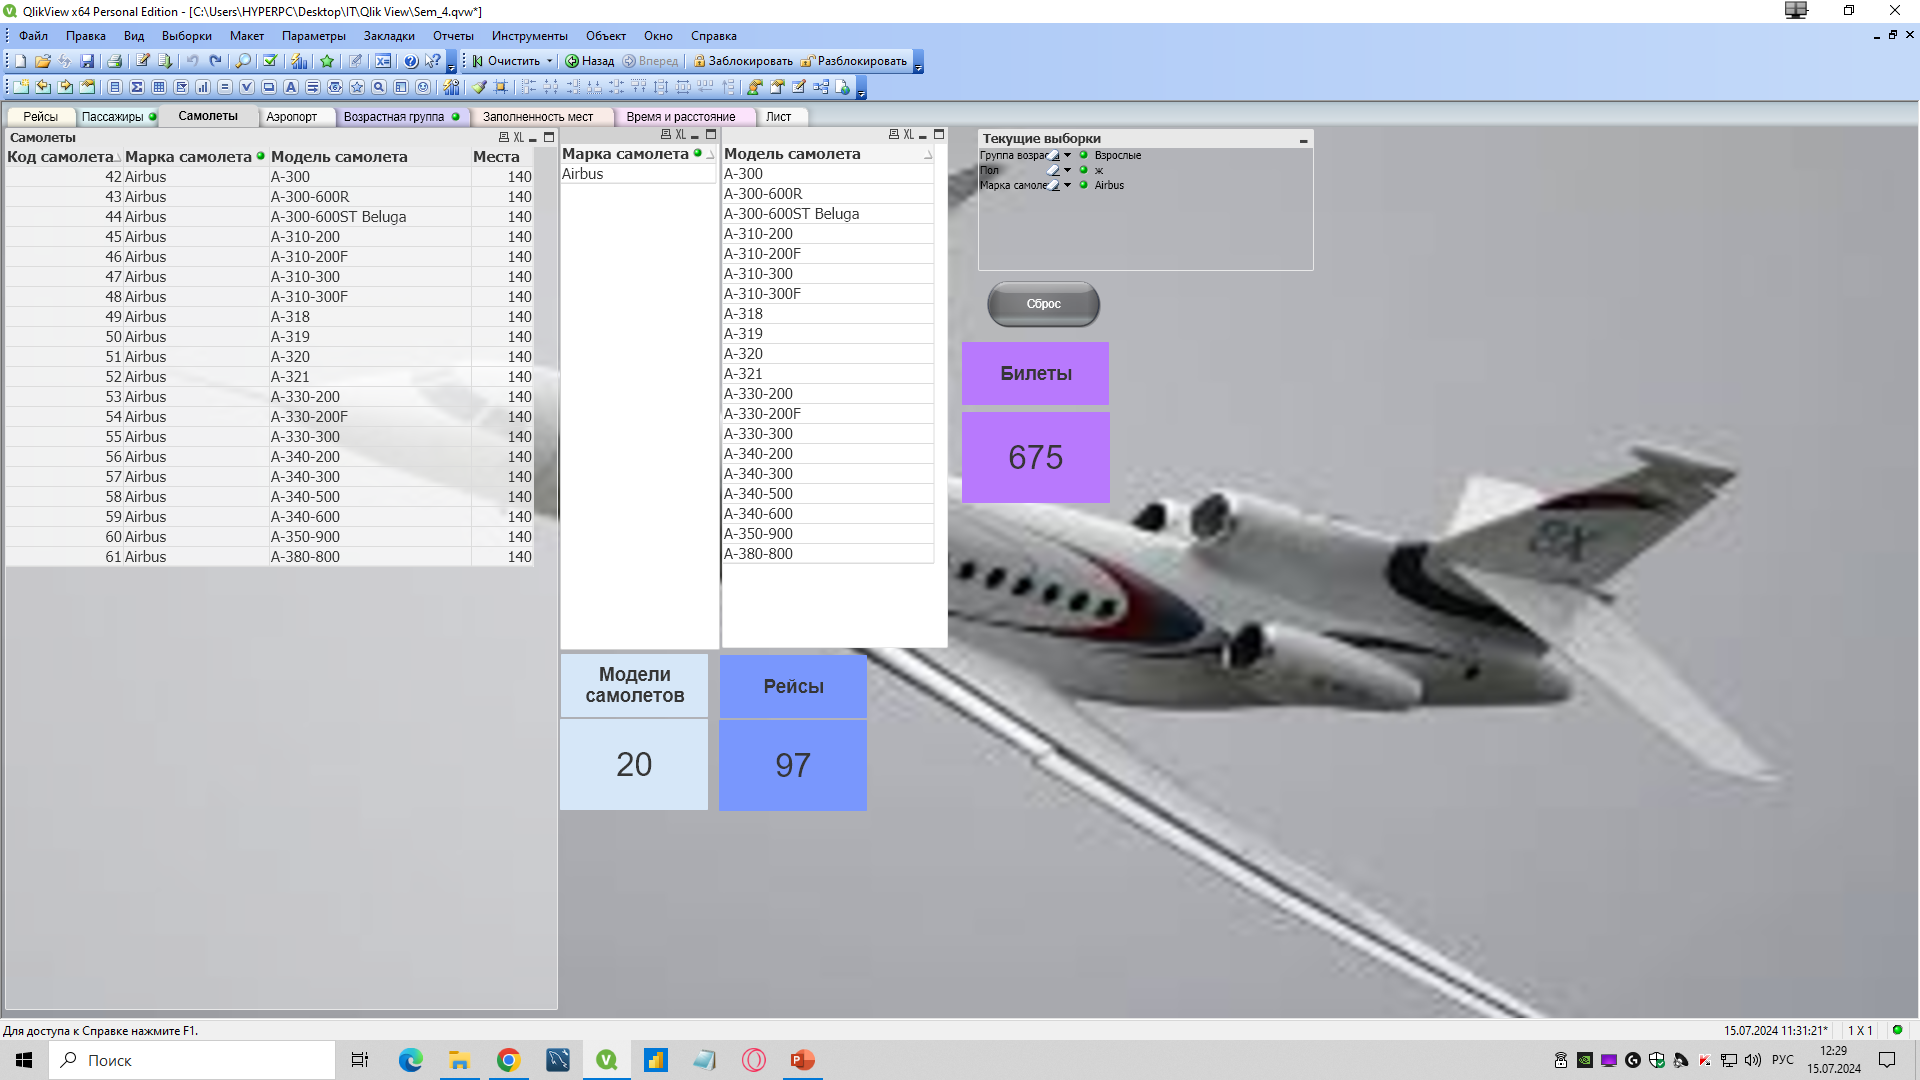 QlikView x64 Personal Edition - [C:\Users\HYPERPC\Desktop\IT\Qlik View\Sem_4.qvw*]
Файл Правка Вид Выборки Макет Параметры Закладки Отчеты Инструменты Объект Окно Справка
Очистить Назад Вперед Заблокировать Разблокировать
Рейсы Пассажиры Самолеты Аэропорт Возрастная группа Заполненность мест Время и расстояние Лист
Самолеты XL
Код самолета Марка самолета Модель самолета Места
42 Airbus A-300 140
43 Airbus A-300-600R 140
44 Airbus A-300-600ST Beluga 140
45 Airbus A-310-200 140
46 Airbus A-310-200F 140
47 Airbus A-310-300 140
48 Airbus A-310-300F 140
49 Airbus A-318 140
50 Airbus A-319 140
51 Airbus A-320 140
52 Airbus A-321 140
53 Airbus A-330-200 140
54 Airbus A-330-200F 140
55 Airbus A-330-300 140
56 Airbus A-340-200 140
57 Airbus A-340-300 140
58 Airbus A-340-500 140
59 Airbus A-340-600 140
60 Airbus A-350-900 140
61 Airbus A-380-800 140
XL
Марка самолета
Airbus
XL
Модель самолета
A-300
A-300-600R
A-300-600ST Beluga
A-310-200
A-310-200F
A-310-300
A-310-300F
A-318
A-319
A-320
A-321
A-330-200
A-330-200F
A-330-300
A-340-200
A-340-300
A-340-500
A-340-600
A-350-900
A-380-800
Текущие выборки
Группа возрас Взрослые
Пол ж
Марка самоле Airbus
Сброс
Билеты
675
Модели
самолетов
20
Рейсы
97
Для доступа к Справке нажмите F1.
15.07.2024 11:31:21* 1 X 1
Поиск
РУС
12:29
15.07.2024